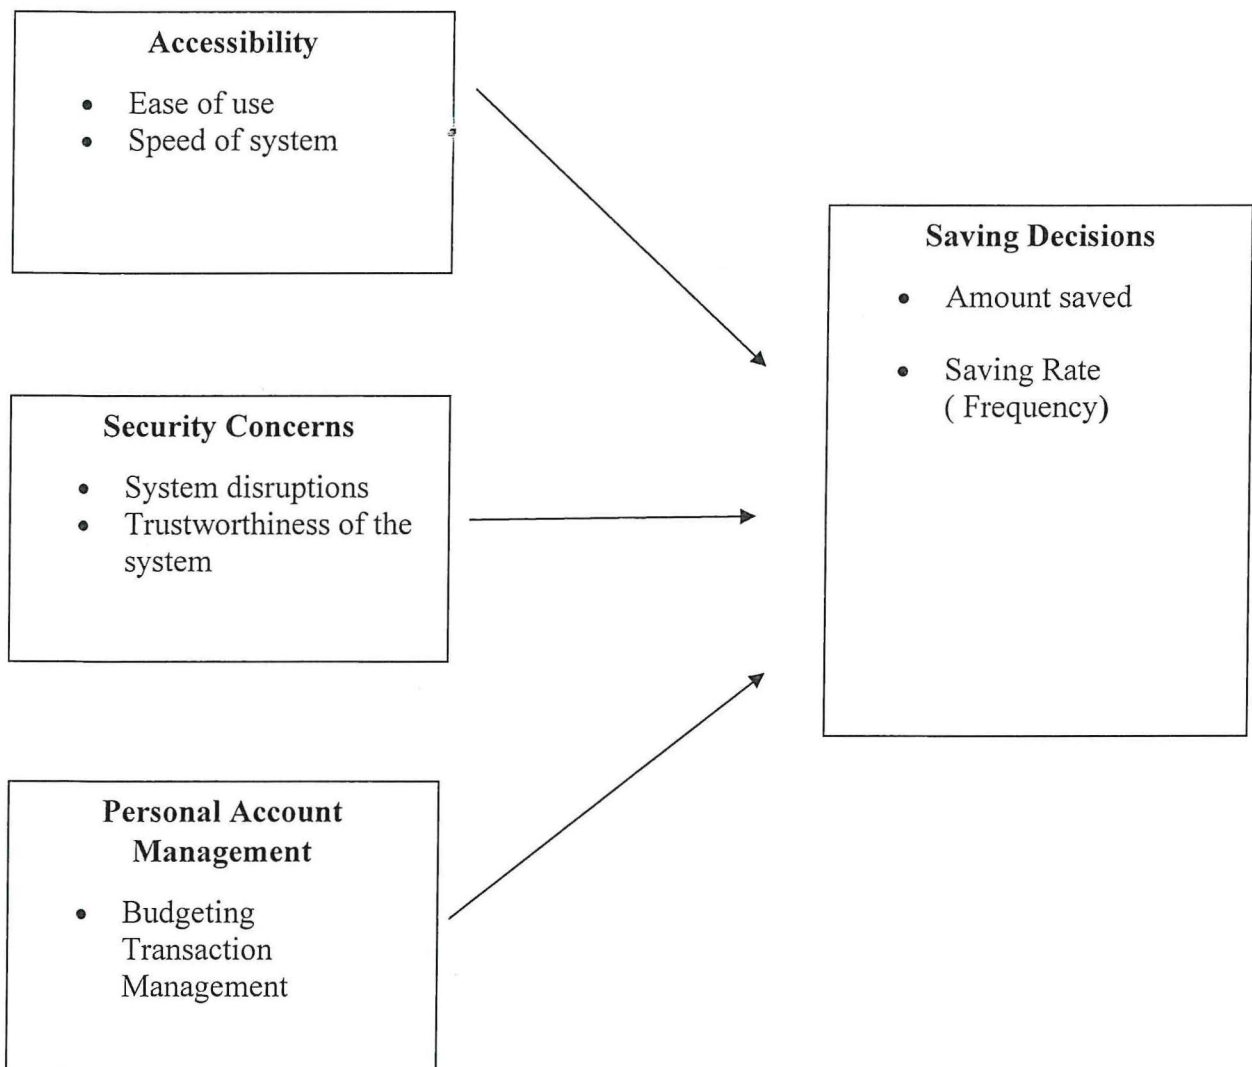 Accessibility
• Ease of use
• Speed of system
Security Concerns
• System disruptions
• Trustworthiness of the
system
Personal Account
Management
• Budgeting
Transaction
Management
Saving Decisions
• Amount saved
• Saving Rate
( Frequency)